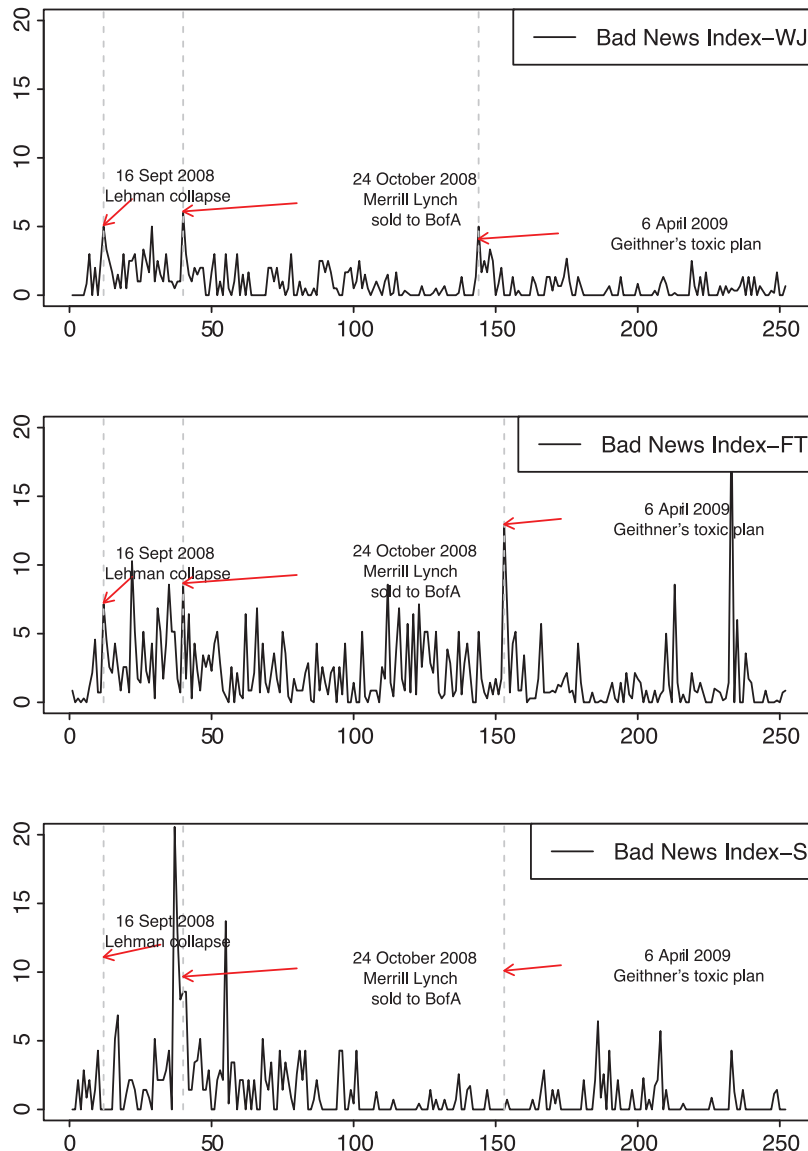 20
15
10
5
0
Bad News Index–WJ
16 Sept 2008
Lehman collapse
24 October 2008
Merrill Lynch
sold to BofA
6 April 2009
Geithner's toxic plan
0 50 100 150 200 250
20
15
10
5
0
Bad News Index–FT
16 Sept 2008
Lehman collapse
24 October 2008
Merrill Lynch
sold to BofA
6 April 2009
Geithner's toxic plan
0 50 100 150 200 250
20
15
10
5
0
Bad News Index–S
16 Sept 2008
Lehman collapse
24 October 2008
Merrill Lynch
sold to BofA
6 April 2009
Geithner's toxic plan
0 50 100 150 200 250